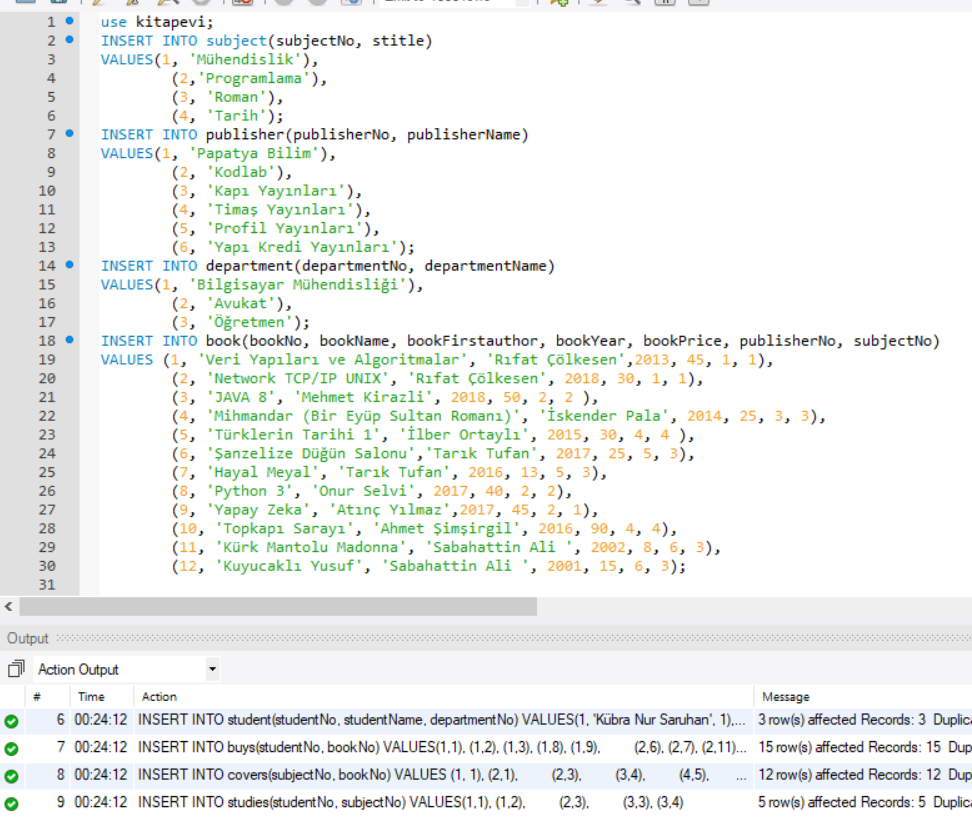 1 use kitapevi;
2 INSERT INTO subject(subjectNo, stitle)
3 VALUES(1, 'Mühendislik'),
4 (2,'Programlama'),
5 (3, 'Roman'),
6 (4, 'Tarih');
7 INSERT INTO publisher(publisherNo, publisherName)
8 VALUES(1, 'Papatya Bilim'),
9 (2, 'Kodlab'),
10 (3, 'Kapı Yayınları'),
11 (4, 'Timaş Yayınları'),
12 (5, 'Profil Yayınları'),
13 (6, 'Yapı Kredi Yayınları');
14 INSERT INTO department(departmentNo, departmentName)
15 VALUES(1, 'Bilgisayar Mühendisliği'),
16 (2, 'Avukat'),
17 (3, 'Öğretmen');
18 INSERT INTO book(bookNo, bookName, bookFirstauthor, bookYear, bookPrice, publisherNo, subjectNo)
19 VALUES (1, 'Veri Yapıları ve Algoritmalar', 'Rıfat Çölkesen',2013, 45, 1, 1),
20 (2, 'Network TCP/IP UNIX', 'Rıfat Çölkesen', 2018, 30, 1, 1),
21 (3, 'JAVA 8', 'Mehmet Kirazli', 2018, 50, 2, 2 ),
22 (4, 'Mihmandar (Bir Eyüp Sultan Romanı)', 'İskender Pala', 2014, 25, 3, 3),
23 (5, 'Türklerin Tarihi 1', 'İlber Ortaylı', 2015, 30, 4, 4 ),
24 (6, 'Şanzelize Düğün Salonu','Tarık Tufan', 2017, 25, 5, 3),
25 (7, 'Hayal Meyal', 'Tarık Tufan', 2016, 13, 5, 3),
26 (8, 'Python 3', 'Onur Selvi', 2017, 40, 2, 2),
27 (9, 'Yapay Zeka', 'Atınç Yılmaz',2017, 45, 2, 1),
28 (10, 'Topkapı Sarayı', 'Ahmet Şimşirgil', 2016, 90, 4, 4),
29 (11, 'Kürk Mantolu Madonna', 'Sabahattin Ali ', 2002, 8, 6, 3),
30 (12, 'Kuyucaklı Yusuf', 'Sabahattin Ali ', 2001, 15, 6, 3);
31
Output
Action Output
# Time Action Message
6 00:24:12 INSERT INTO student(studentNo, studentName, departmentNo) VALUES(1, 'Kübra Nur Saruhan', 1),... 3 row(s) affected Records: 3 Duplica
7 00:24:12 INSERT INTO buys(studentNo, bookNo) VALUES(1,1), (1,2), (1,3), (1,8), (1,9), (2,6), (2,7), (2,11)... 15 row(s) affected Records: 15 Dup
8 00:24:12 INSERT INTO covers(subjectNo, bookNo) VALUES (1, 1), (2,1), (2,3), (3,4), (4,5), ... 12 row(s) affected Records: 12 Dup
9 00:24:12 INSERT INTO studies(studentNo, subjectNo) VALUES(1,1), (1,2), (2,3), (3,3), (3,4) 5 row(s) affected Records: 5 Duplica